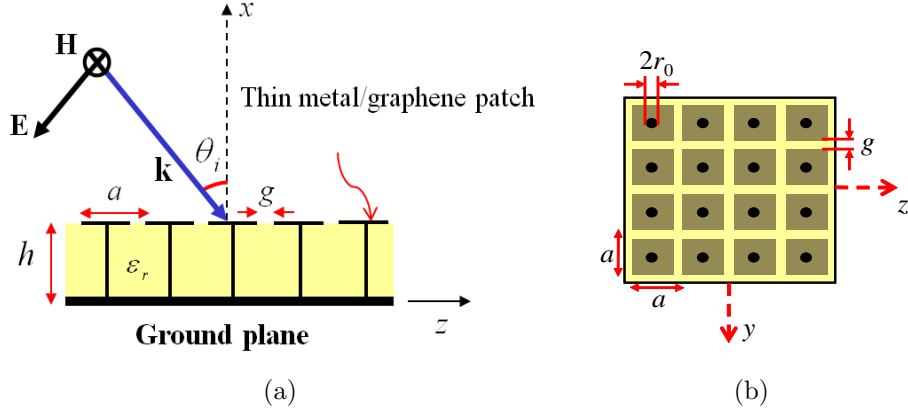 x
H
2r₀
Thin metal/graphene patch
E
θᵢ
k
g
a
g
z
h
εᵣ
a
a
z
Ground plane
y
(a)
(b)